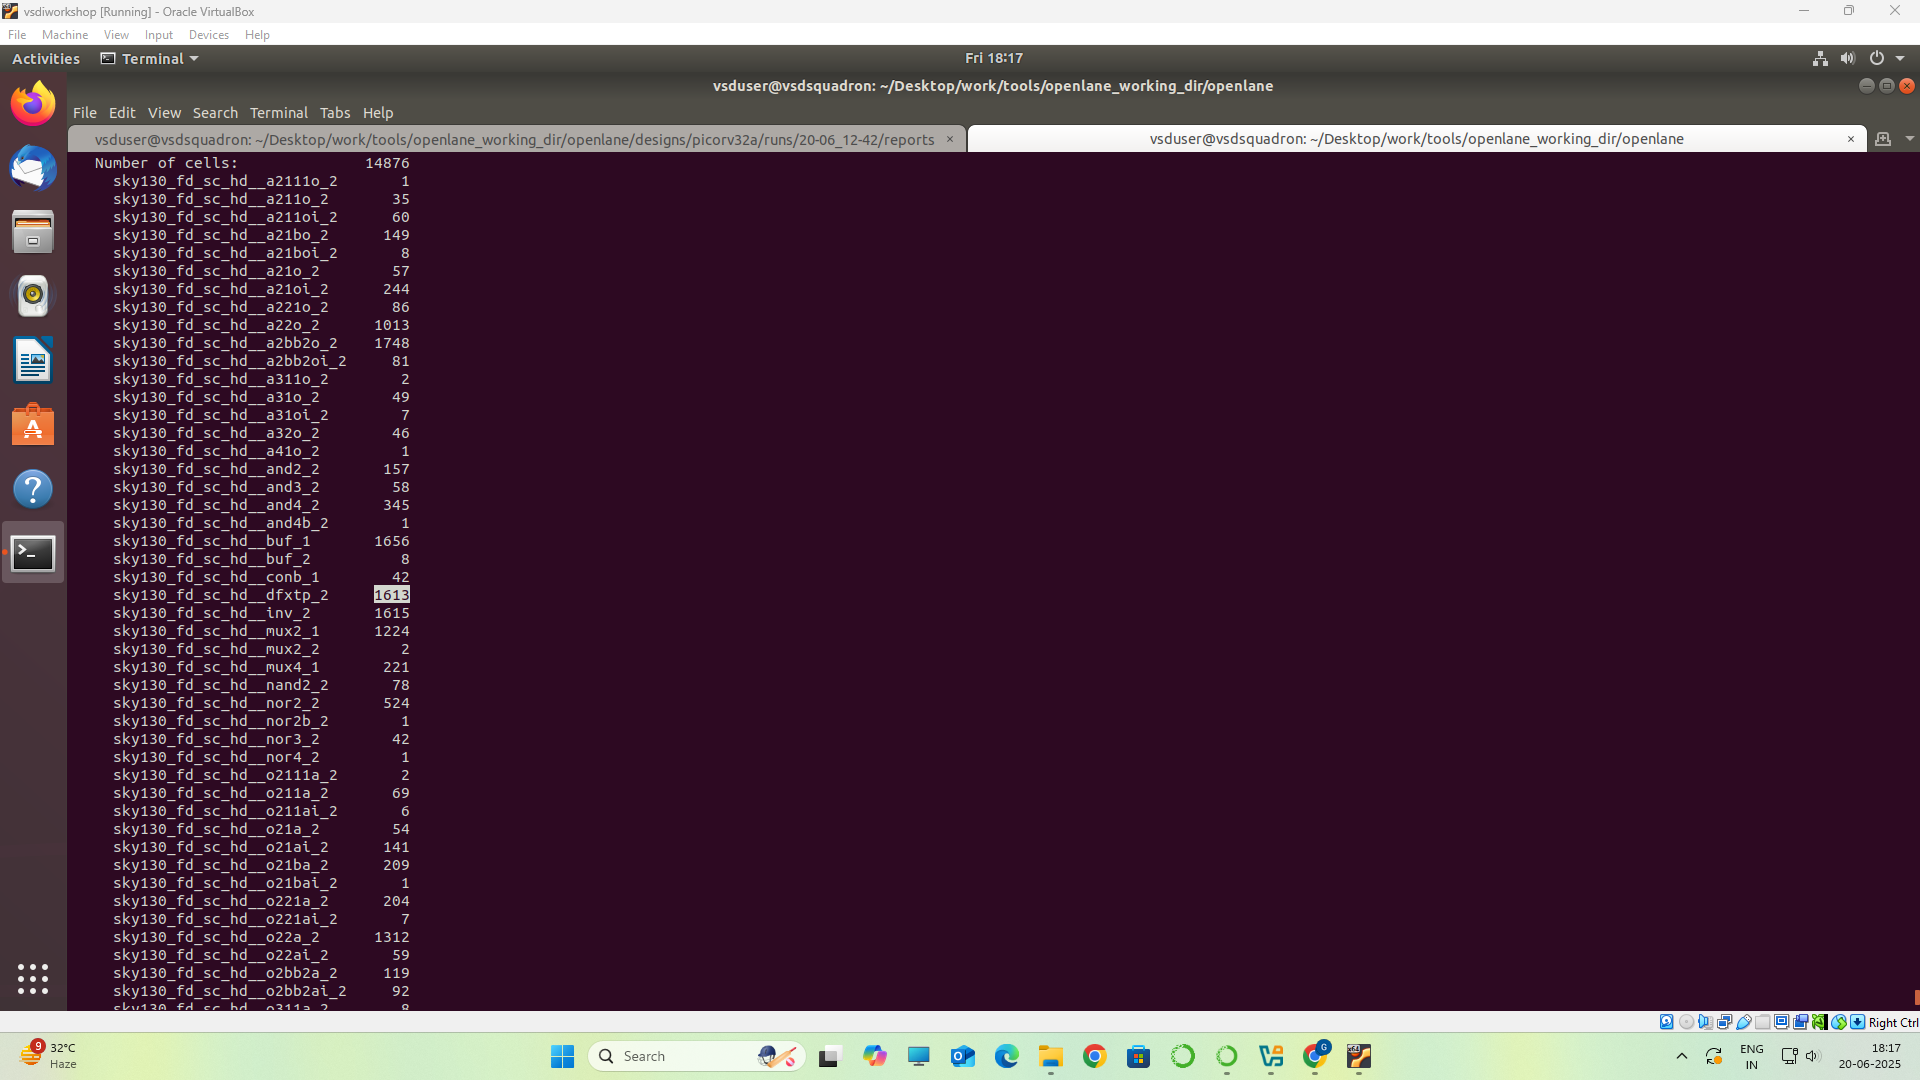 vsdiworkshop [Running] - Oracle VirtualBox
File Machine View Input Devices Help
Activities Terminal Fri 18:17
vsduser@vsdsquadron: ~/Desktop/work/tools/openlane_working_dir/openlane
File Edit View Search Terminal Tabs Help
vsduser@vsdsquadron: ~/Desktop/work/tools/openlane_working_dir/openlane/designs/picorv32a/runs/20-06_12-42/reports × vsduser@vsdsquadron: ~/Desktop/work/tools/openlane_working_dir/openlane ×
Number of cells: 14876
sky130_fd_sc_hd__a2111o_2 1
sky130_fd_sc_hd__a211o_2 35
sky130_fd_sc_hd__a211oi_2 60
sky130_fd_sc_hd__a21bo_2 149
sky130_fd_sc_hd__a21boi_2 8
sky130_fd_sc_hd__a21o_2 57
sky130_fd_sc_hd__a21oi_2 244
sky130_fd_sc_hd__a221o_2 86
sky130_fd_sc_hd__a22o_2 1013
sky130_fd_sc_hd__a2bb2o_2 1748
sky130_fd_sc_hd__a2bb2oi_2 81
sky130_fd_sc_hd__a311o_2 2
sky130_fd_sc_hd__a31o_2 49
sky130_fd_sc_hd__a31oi_2 7
sky130_fd_sc_hd__a32o_2 46
sky130_fd_sc_hd__a41o_2 1
sky130_fd_sc_hd__and2_2 157
sky130_fd_sc_hd__and3_2 58
sky130_fd_sc_hd__and4_2 345
sky130_fd_sc_hd__and4b_2 1
sky130_fd_sc_hd__buf_1 1656
sky130_fd_sc_hd__buf_2 8
sky130_fd_sc_hd__conb_1 42
sky130_fd_sc_hd__dfxtp_2 1613
sky130_fd_sc_hd__inv_2 1615
sky130_fd_sc_hd__mux2_1 1224
sky130_fd_sc_hd__mux2_2 2
sky130_fd_sc_hd__mux4_1 221
sky130_fd_sc_hd__nand2_2 78
sky130_fd_sc_hd__nor2_2 524
sky130_fd_sc_hd__nor2b_2 1
sky130_fd_sc_hd__nor3_2 42
sky130_fd_sc_hd__nor4_2 1
sky130_fd_sc_hd__o2111a_2 2
sky130_fd_sc_hd__o211a_2 69
sky130_fd_sc_hd__o211ai_2 6
sky130_fd_sc_hd__o21a_2 54
sky130_fd_sc_hd__o21ai_2 141
sky130_fd_sc_hd__o21ba_2 209
sky130_fd_sc_hd__o21bai_2 1
sky130_fd_sc_hd__o221a_2 204
sky130_fd_sc_hd__o221ai_2 7
sky130_fd_sc_hd__o22a_2 1312
sky130_fd_sc_hd__o22ai_2 59
sky130_fd_sc_hd__o2bb2a_2 119
sky130_fd_sc_hd__o2bb2ai_2 92
sky130_fd_sc_hd__o311a_2 8
Right Ctrl
9 32°C
Haze
Search
ENG
IN
18:17
20-06-2025